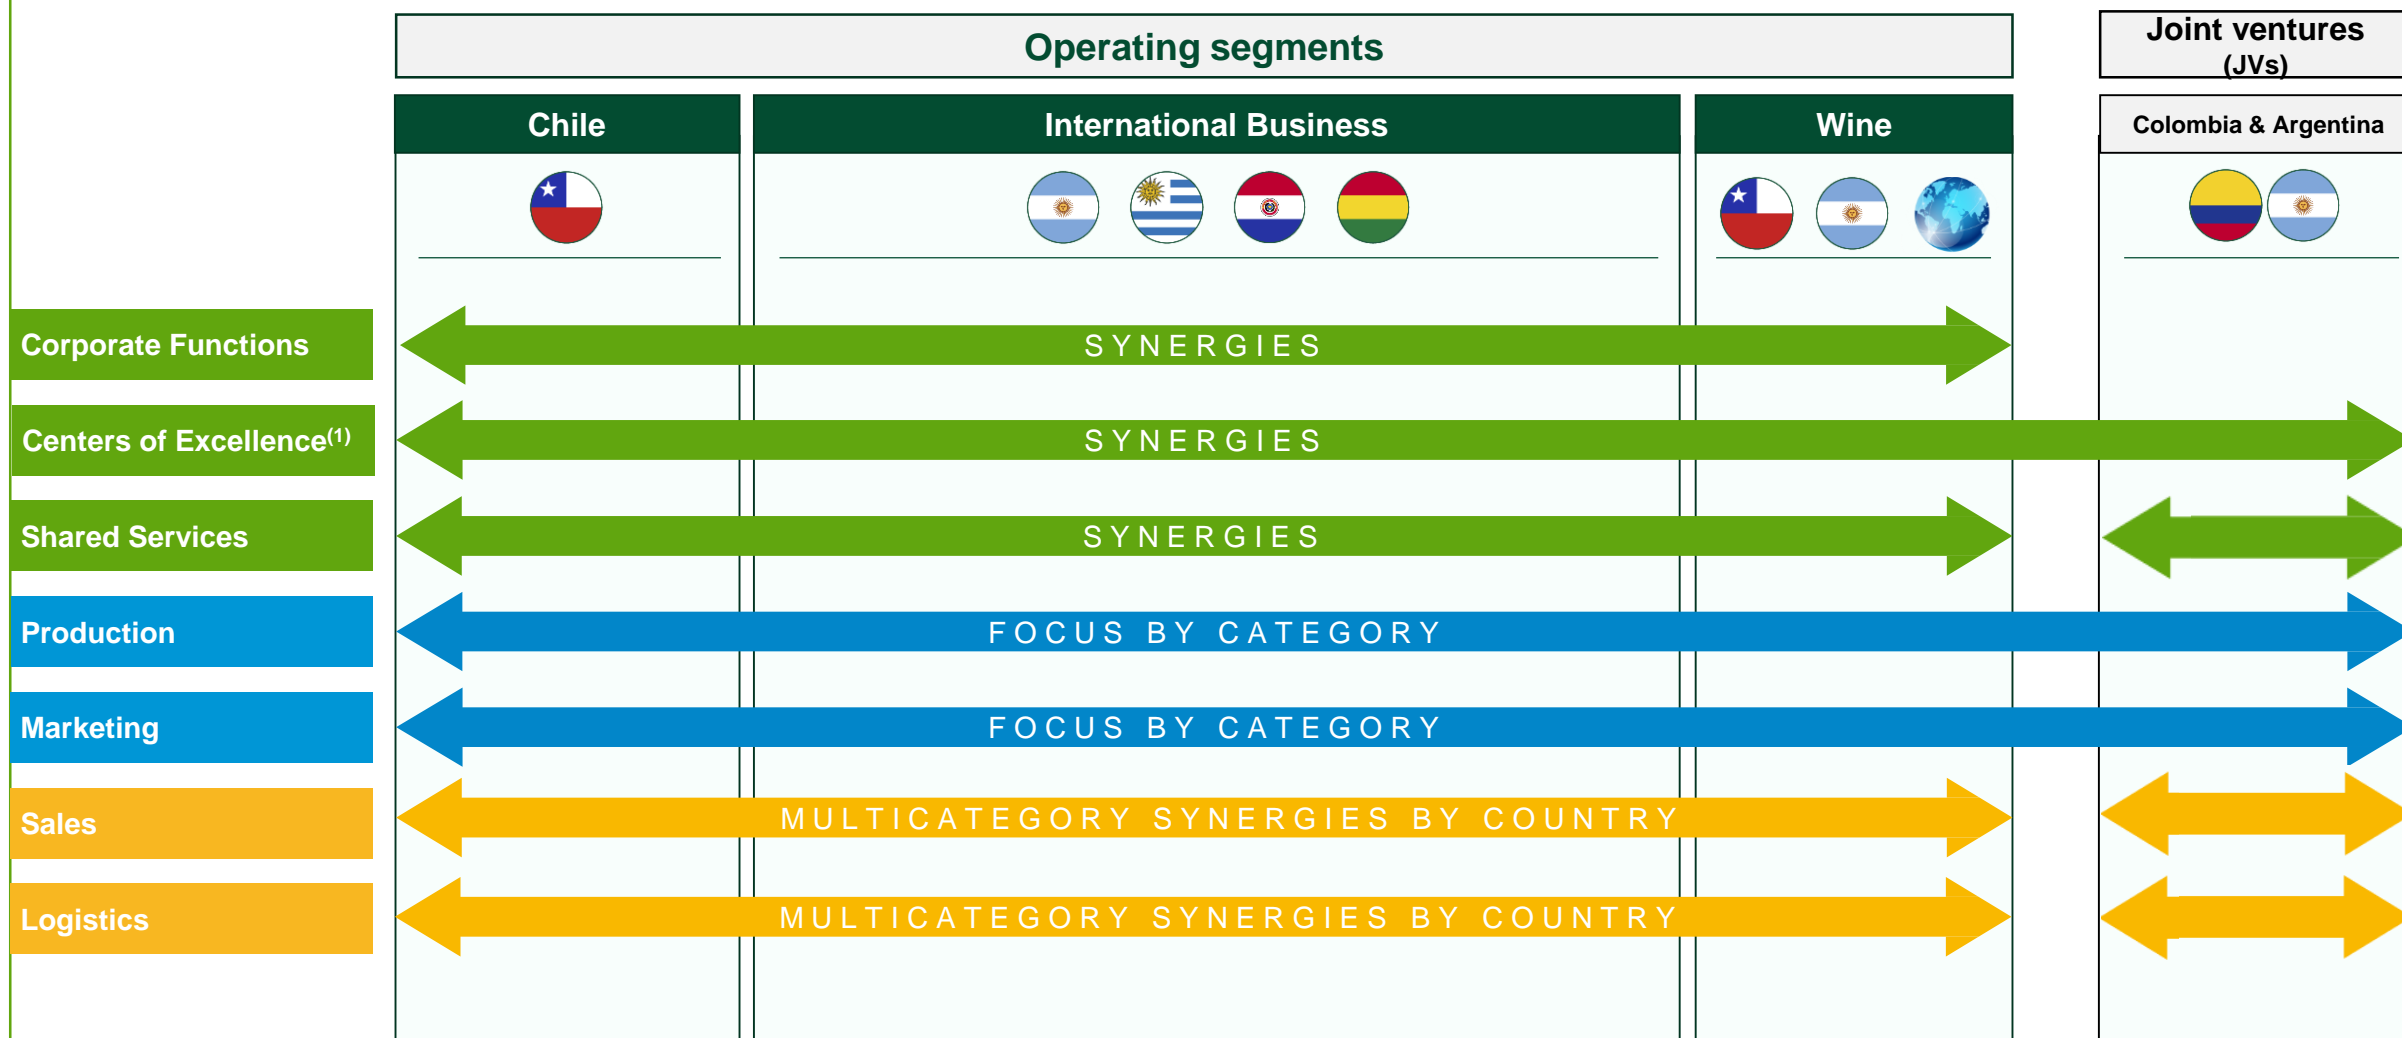 Operating segments
Joint ventures
(JVs)
Chile
International Business
Wine
Colombia & Argentina
Corporate Functions
SYNERGIES
Centers of Excellence(1)
SYNERGIES
Shared Services
SYNERGIES
Production
FOCUS BY CATEGORY
Marketing
FOCUS BY CATEGORY
Sales
MULTICATEGORY SYNERGIES BY COUNTRY
Logistics
MULTICATEGORY SYNERGIES BY COUNTRY